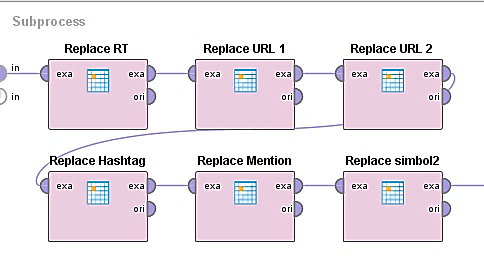 Subprocess
in
in
Replace RT
exa exa
ori
Replace URL 1
exa exa
ori
Replace URL 2
exa exa
ori
Replace Hashtag
exa exa
ori
Replace Mention
exa exa
ori
Replace simbol2
exa exa
ori